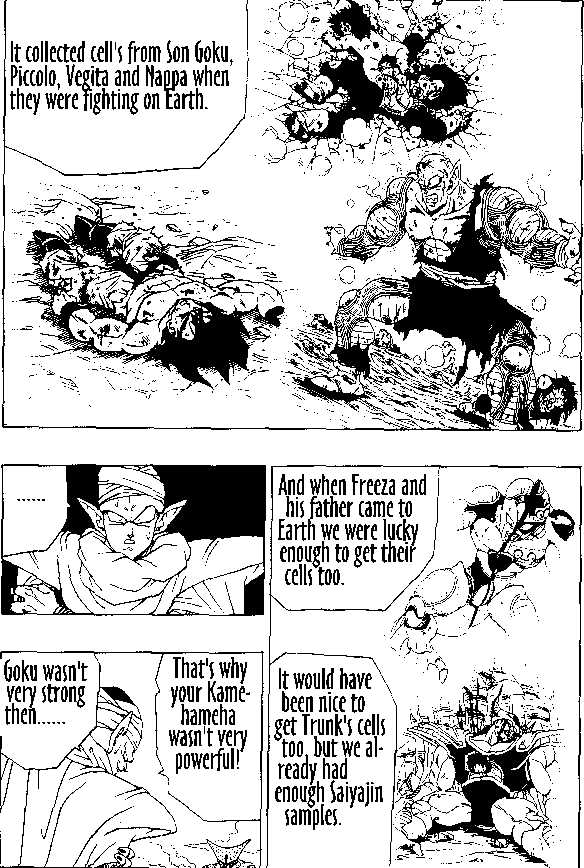 It collected cell's from Son Goku,
Piccolo, Vegita and Nappa when
they were fighting on Earth.
And when Freeza and
his father came to
Earth we were lucky
enough to get their
cells too.
It would have
been nice to
get Trunk's cells
too, but we al-
ready had
enough Saiyajin
samples.
......
That's why
your Kame-
hameha
wasn't very
powerful!
Goku wasn't
very strong
then......